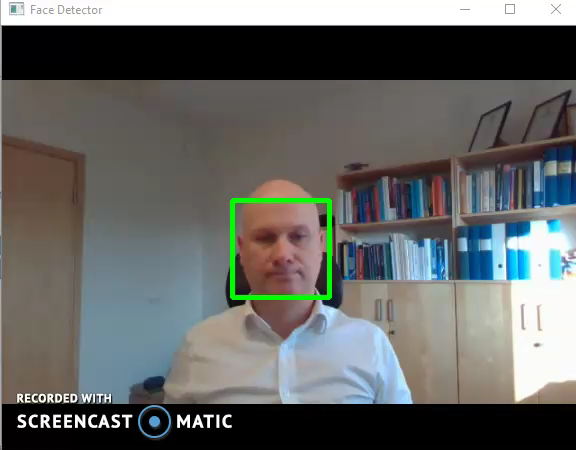 Face Detector
RECORDED WITH
SCREENCAST MATIC